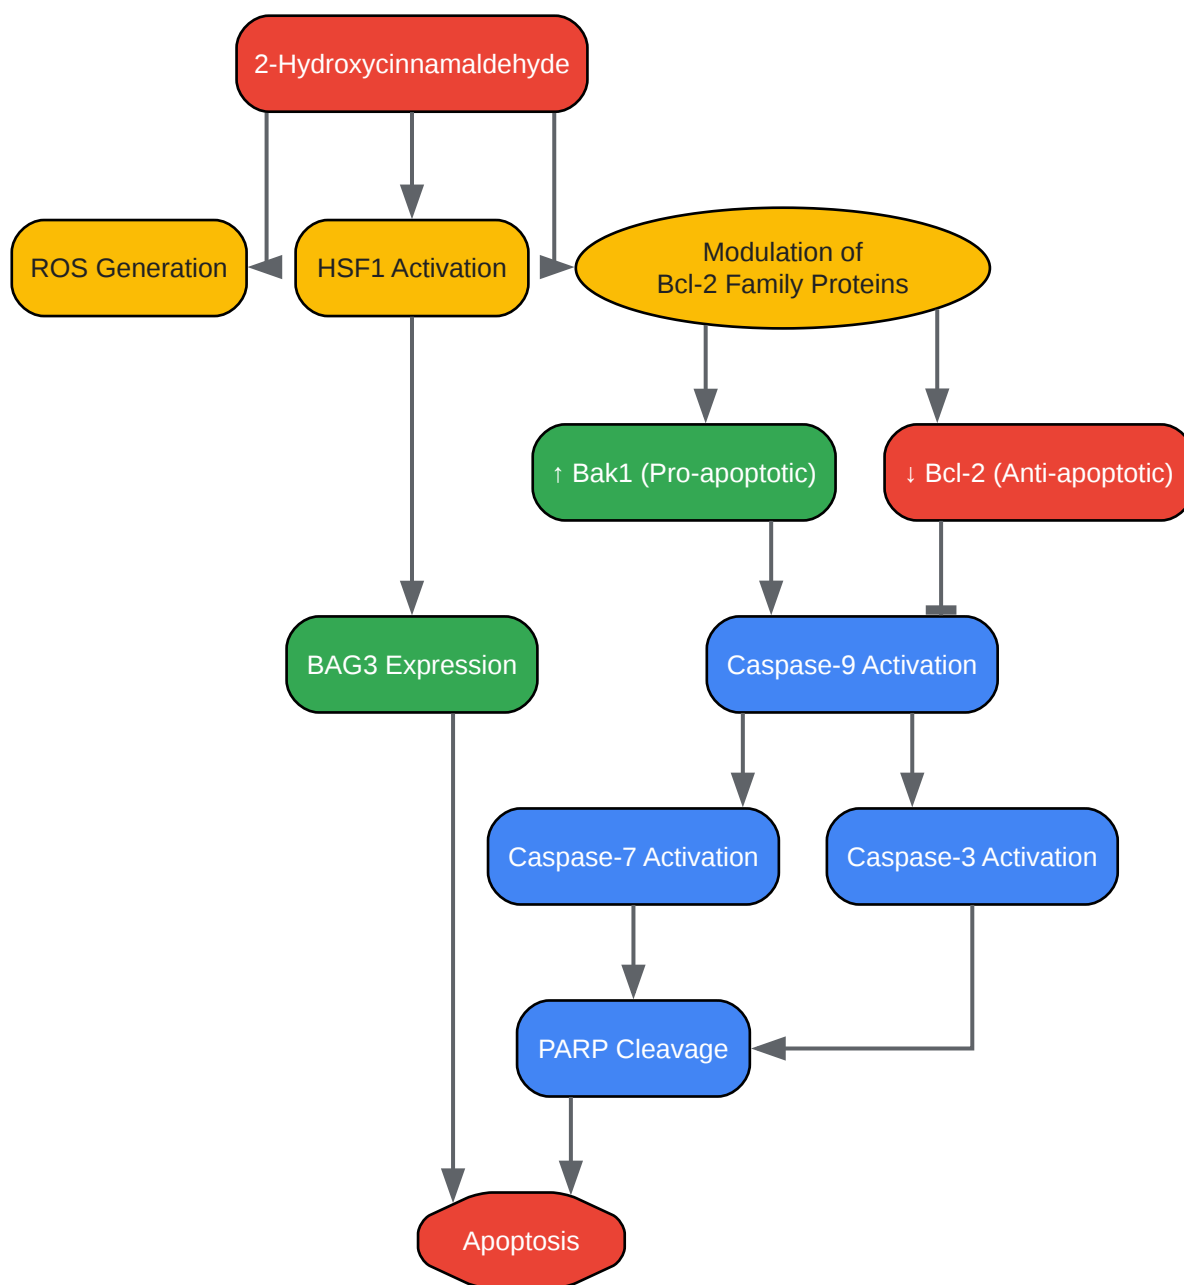 2-Hydroxycinnamaldehyde
ROS Generation
HSF1 Activation
Modulation of
Bcl-2 Family Proteins
↑ Bak1 (Pro-apoptotic)
↓ Bcl-2 (Anti-apoptotic)
BAG3 Expression
Caspase-9 Activation
Caspase-7 Activation
Caspase-3 Activation
PARP Cleavage
Apoptosis